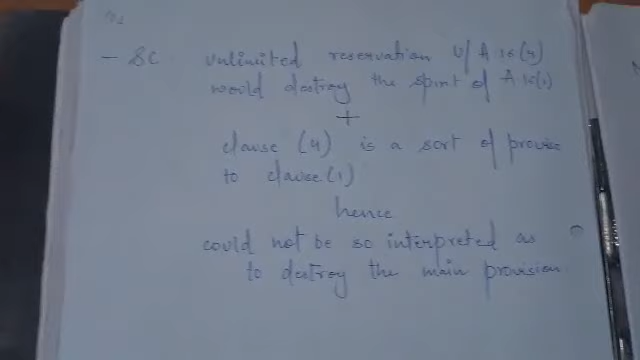 - SC unlimited reservation U/A 16(4)
would destroy the spirit of A 16(1)
+
clause (4) is a sort of proviso
to clause (1)
hence
could not be so interpreted as
to destroy the main provision